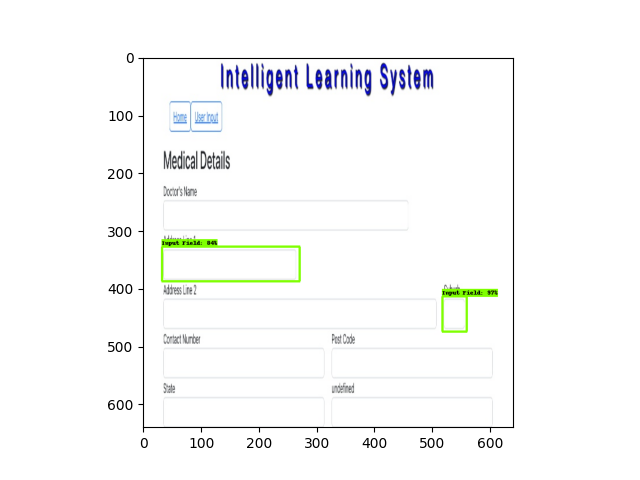 0
Intelligent Learning System
100
Home User Input
Medical Details
200
Doctor's Name
300
Input Field: 84%
400
Address Line 2
Input Field: 97%
Contact Number Post Code
500
State undefined
600
0 100 200 300 400 500 600